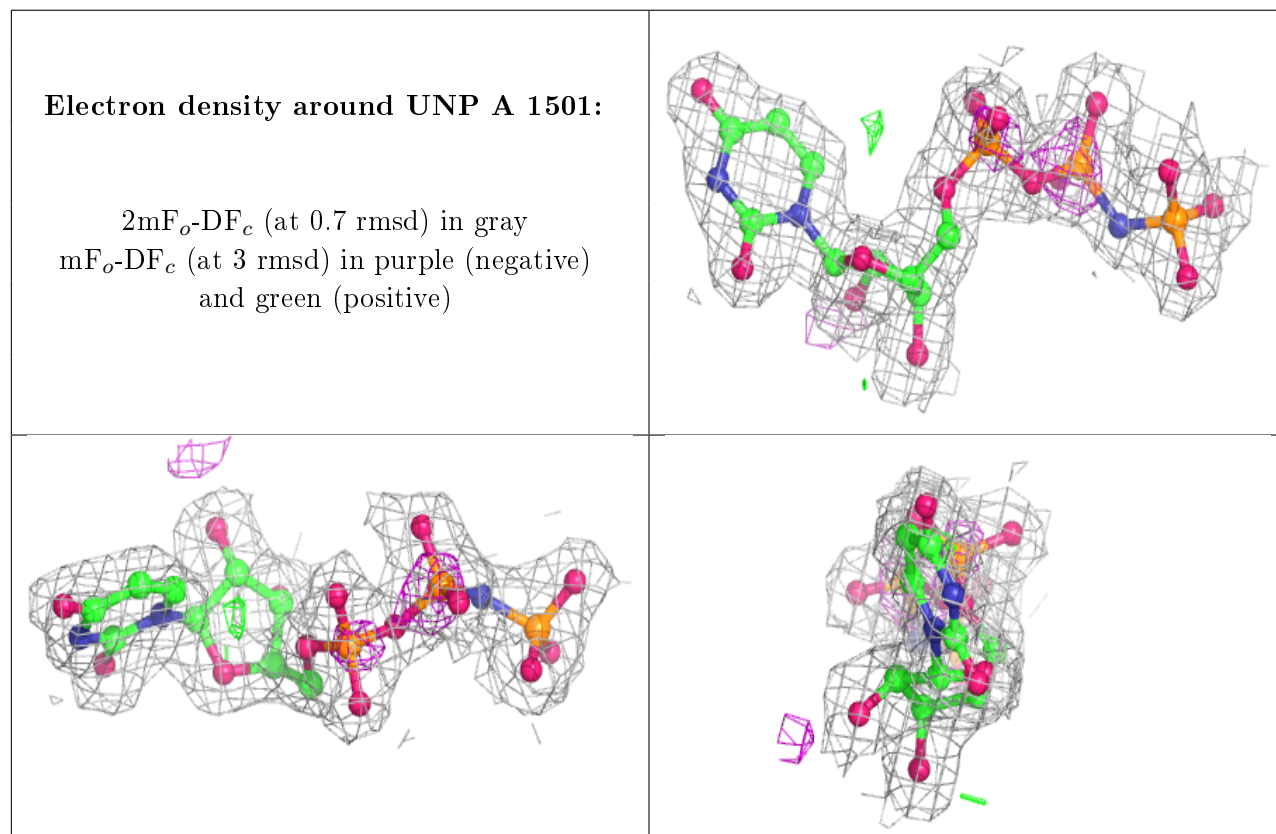 Electron density around UNP A 1501:
2mFₒ-DF𝒸 (at 0.7 rmsd) in gray
mFₒ-DF𝒸 (at 3 rmsd) in purple (negative)
and green (positive)